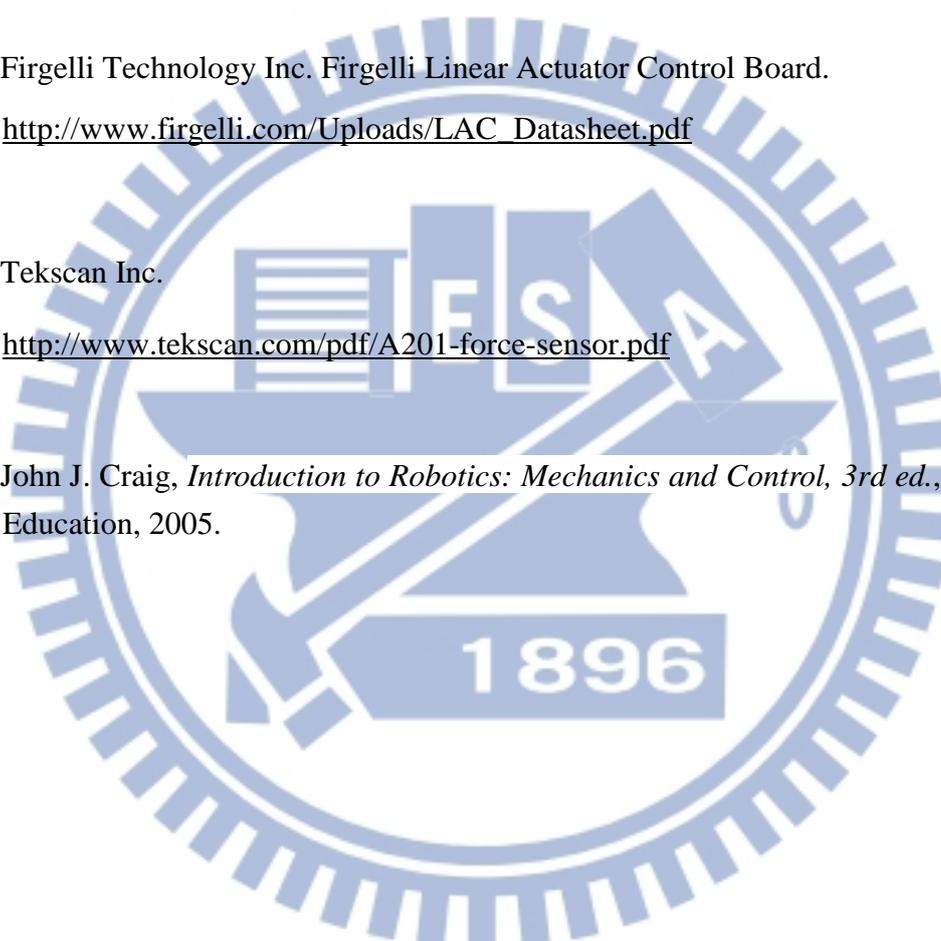 Firgelli Technology Inc. Firgelli Linear Actuator Control Board.
http://www.firgelli.com/Uploads/LAC_Datasheet.pdf
Tekscan Inc.
http://www.tekscan.com/pdf/A201-force-sensor.pdf
John J. Craig, Introduction to Robotics: Mechanics and Control, 3rd ed.,
Education, 2005.
E S A
1896